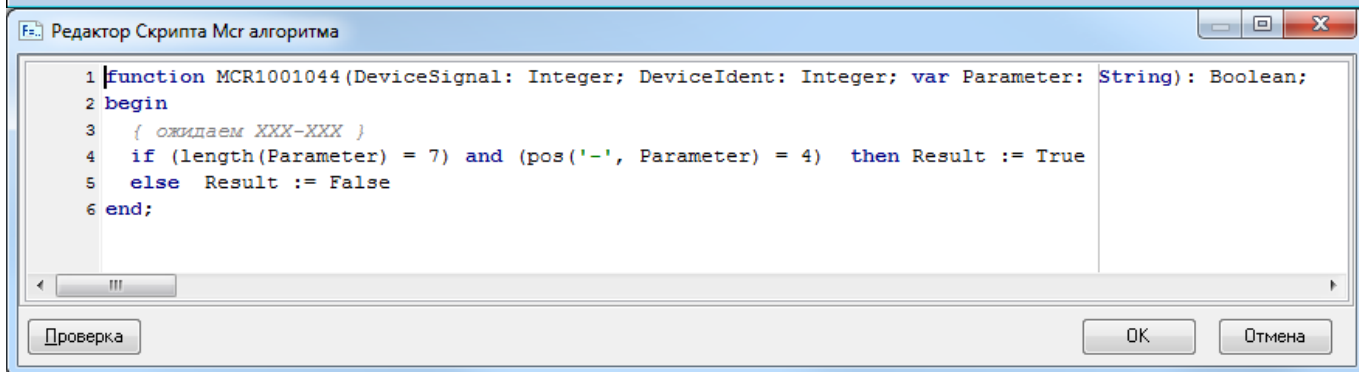 Редактор Скрипта Mcr алгоритма
1 function MCR1001044(DeviceSignal: Integer; DeviceIdent: Integer; var Parameter: String): Boolean;
2 begin
3   { ожидаем XXX-XXX }
4   if (length(Parameter) = 7) and (pos('-', Parameter) = 4)  then Result := True
5   else  Result := False
6 end;
Проверка OK Отмена